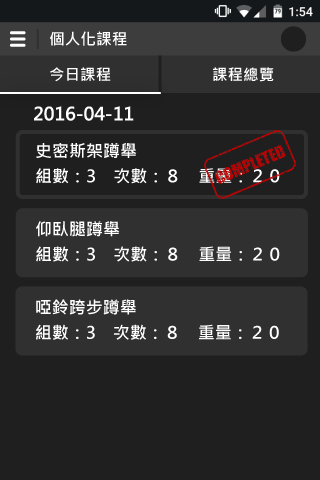 1:54
個人化課程
今日課程 課程總覽
2016-04-11
史密斯架蹲舉
組數：3 次數：8 重量：20
COMPLETED
仰臥腿蹲舉
組數：3 次數：8 重量：20
啞鈴跨步蹲舉
組數：3 次數：8 重量：20